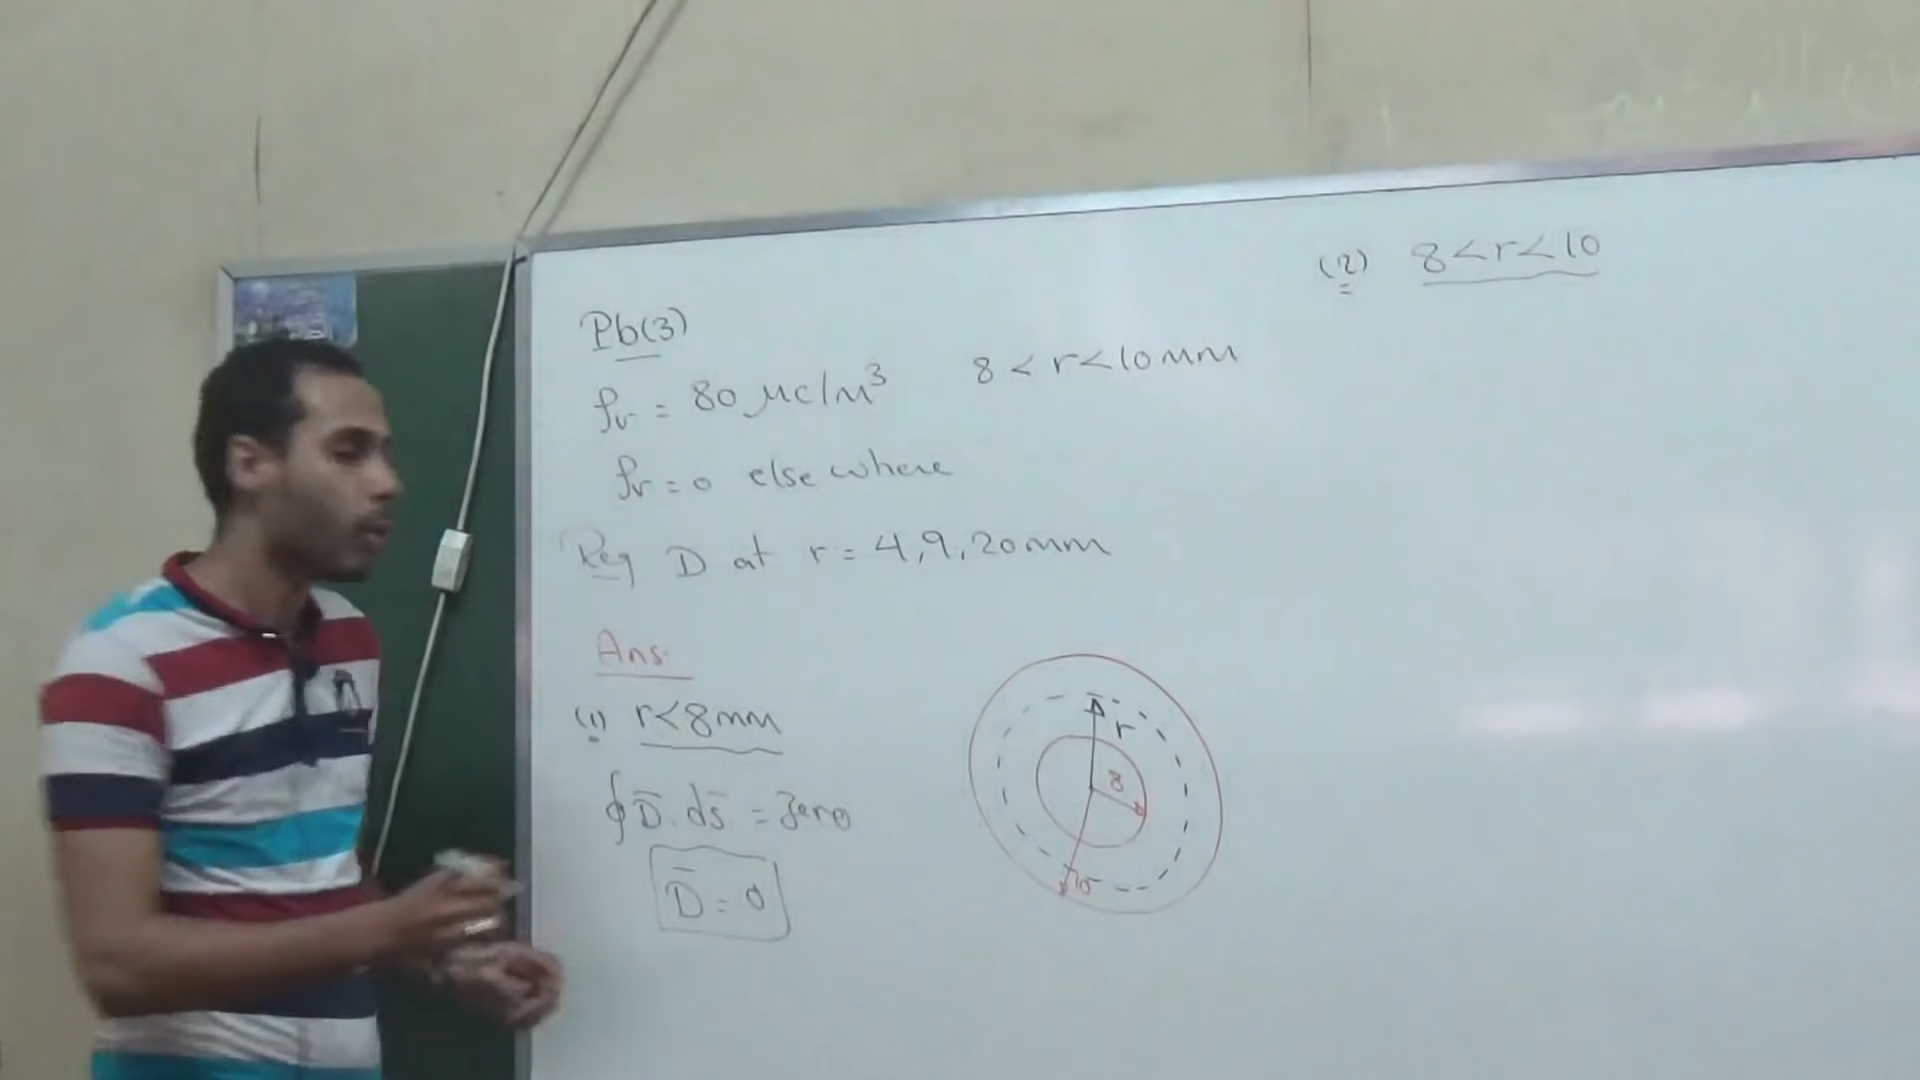 Pb(3)
ρv = 80 μc/m³ 8 < r < 10 mm
ρv = 0 else where
Req D at r = 4, 9, 20 mm
Ans.
(1) r < 8 mm
∮ D̅ . ds̅ = Zero
D̅ = 0
r
8
10
(2) 8 < r < 10